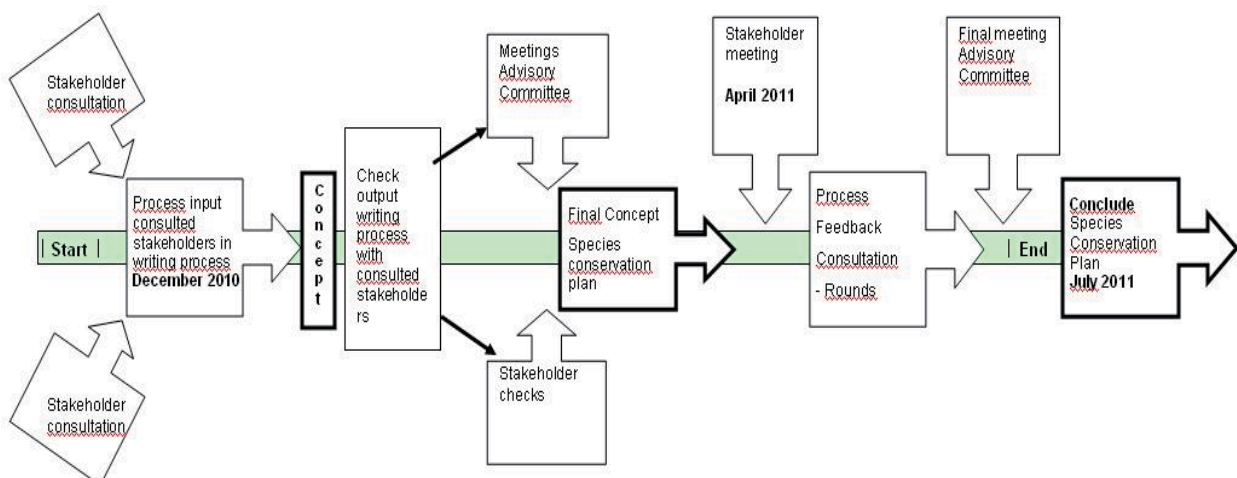 Stakeholder
consultation
Stakeholder
consultation
| Start |
Process input
consulted
stakeholders in
writing process
December 2010
C
o
n
c
e
p
t
Check
output
writing
process
with
consulted
stakeholde
rs
Meetings
Advisory
Committee
Stakeholder
checks
Final Concept
Species
conservation
plan
Stakeholder
meeting
April 2011
Process
Feedback
Consultation
- Rounds
Final meeting
Advisory
Committee
| End
Conclude
Species
Conservation
Plan
July 2011